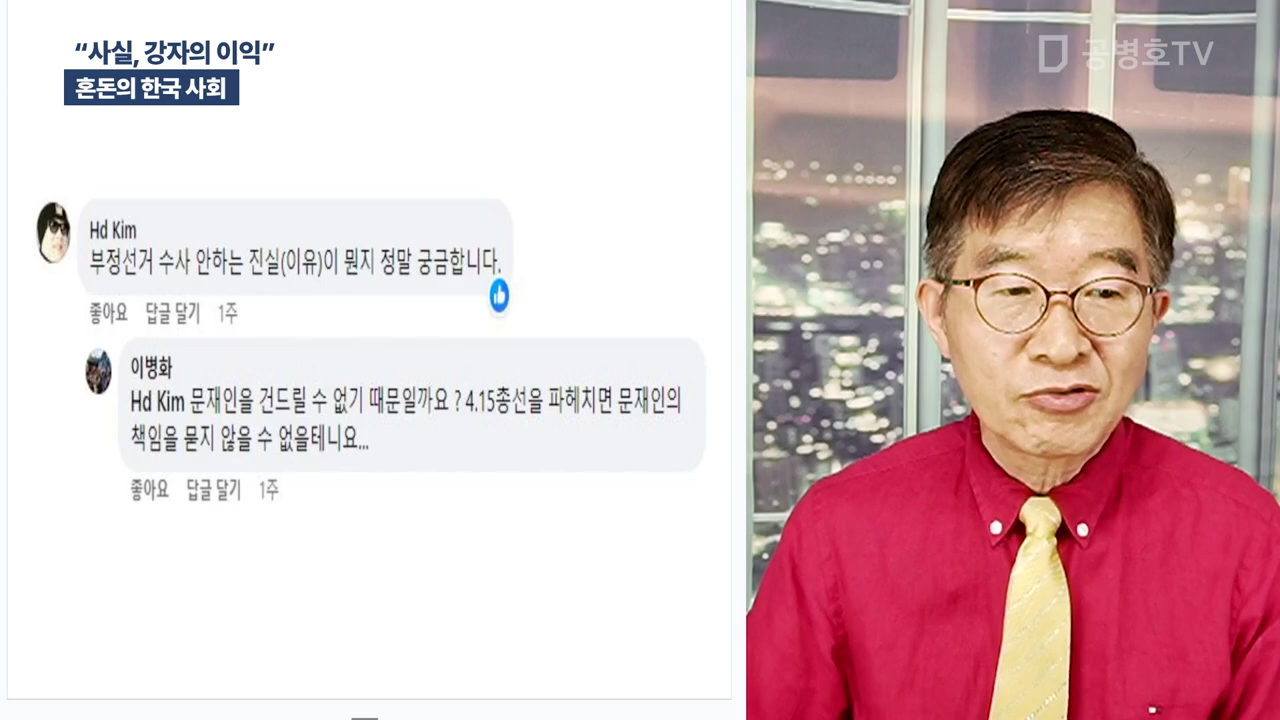 “사실, 강자의 이익”
혼돈의 한국 사회
공병호TV
Hd Kim
부정선거 수사 안하는 진실(이유)이 뭔지 정말 궁금합니다.
좋아요 답글 달기 1주
이병화
Hd Kim 문재인을 건드릴 수 없기 때문일까요 ? 4.15총선을 파헤치면 문재인의
책임을 묻지 않을 수 없을테니요...
좋아요 답글 달기 1주